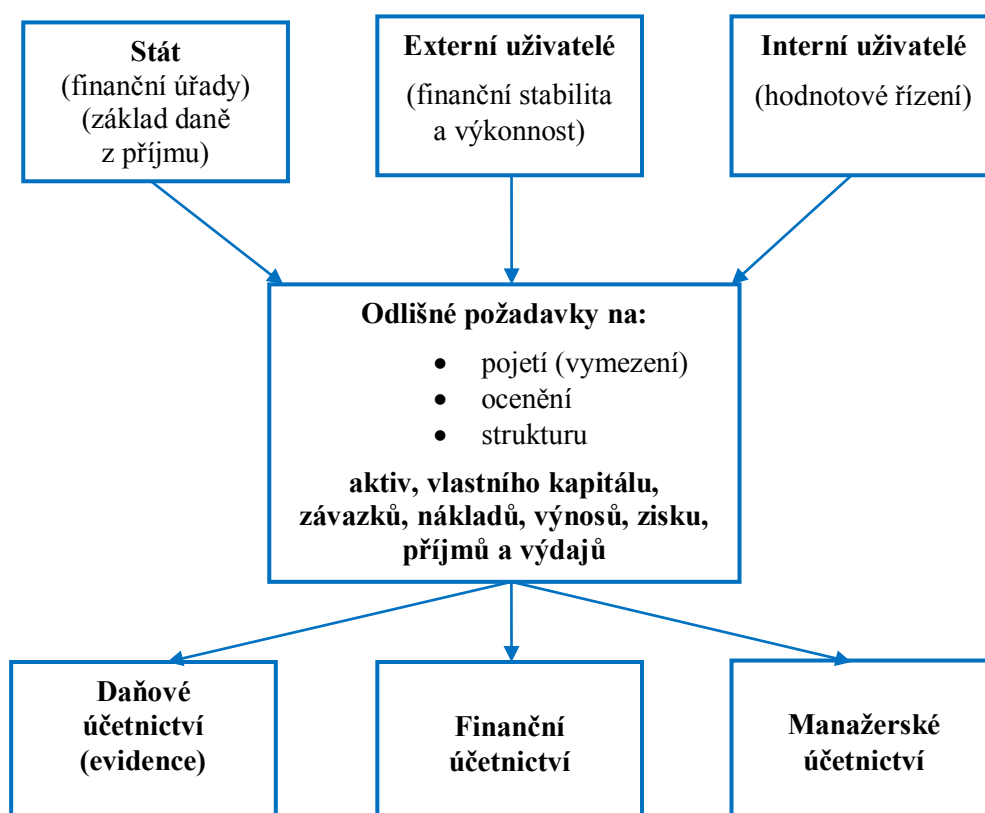 Stát
(finanční úřady)
(základ daně
z příjmu)
Externí uživatelé
(finanční stabilita
a výkonnost)
Interní uživatelé
(hodnotové řízení)
Odlišné požadavky na:
• pojetí (vymezení)
• ocenění
• strukturu
aktiv, vlastního kapitálu,
závazků, nákladů, výnosů, zisku,
příjmů a výdajů
Daňové
účetnictví
(evidence)
Finanční
účetnictví
Manažerské
účetnictví